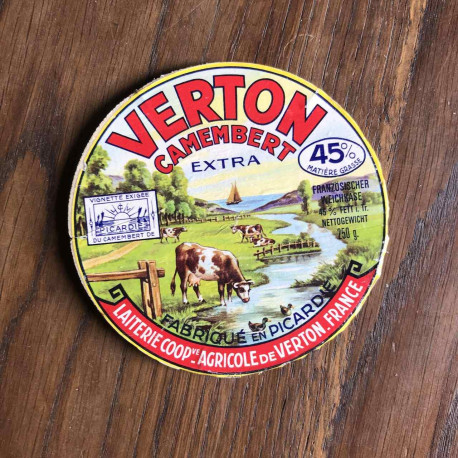 VERTON
CAMEMBERT
EXTRA
45%
MATIÈRE GRASSE
FRANZÖSISCHER
WEICHKÄSE
45 % FETT I. Tr.
NETTOGEWICHT
250 g.
VIGNETTE EXIGÉE
PICARDIE
DU CAMEMBERT DE
FABRIQUÉ EN PICARDIE
LAITERIE COOPVE AGRICOLE DE VERTON. FRANCE